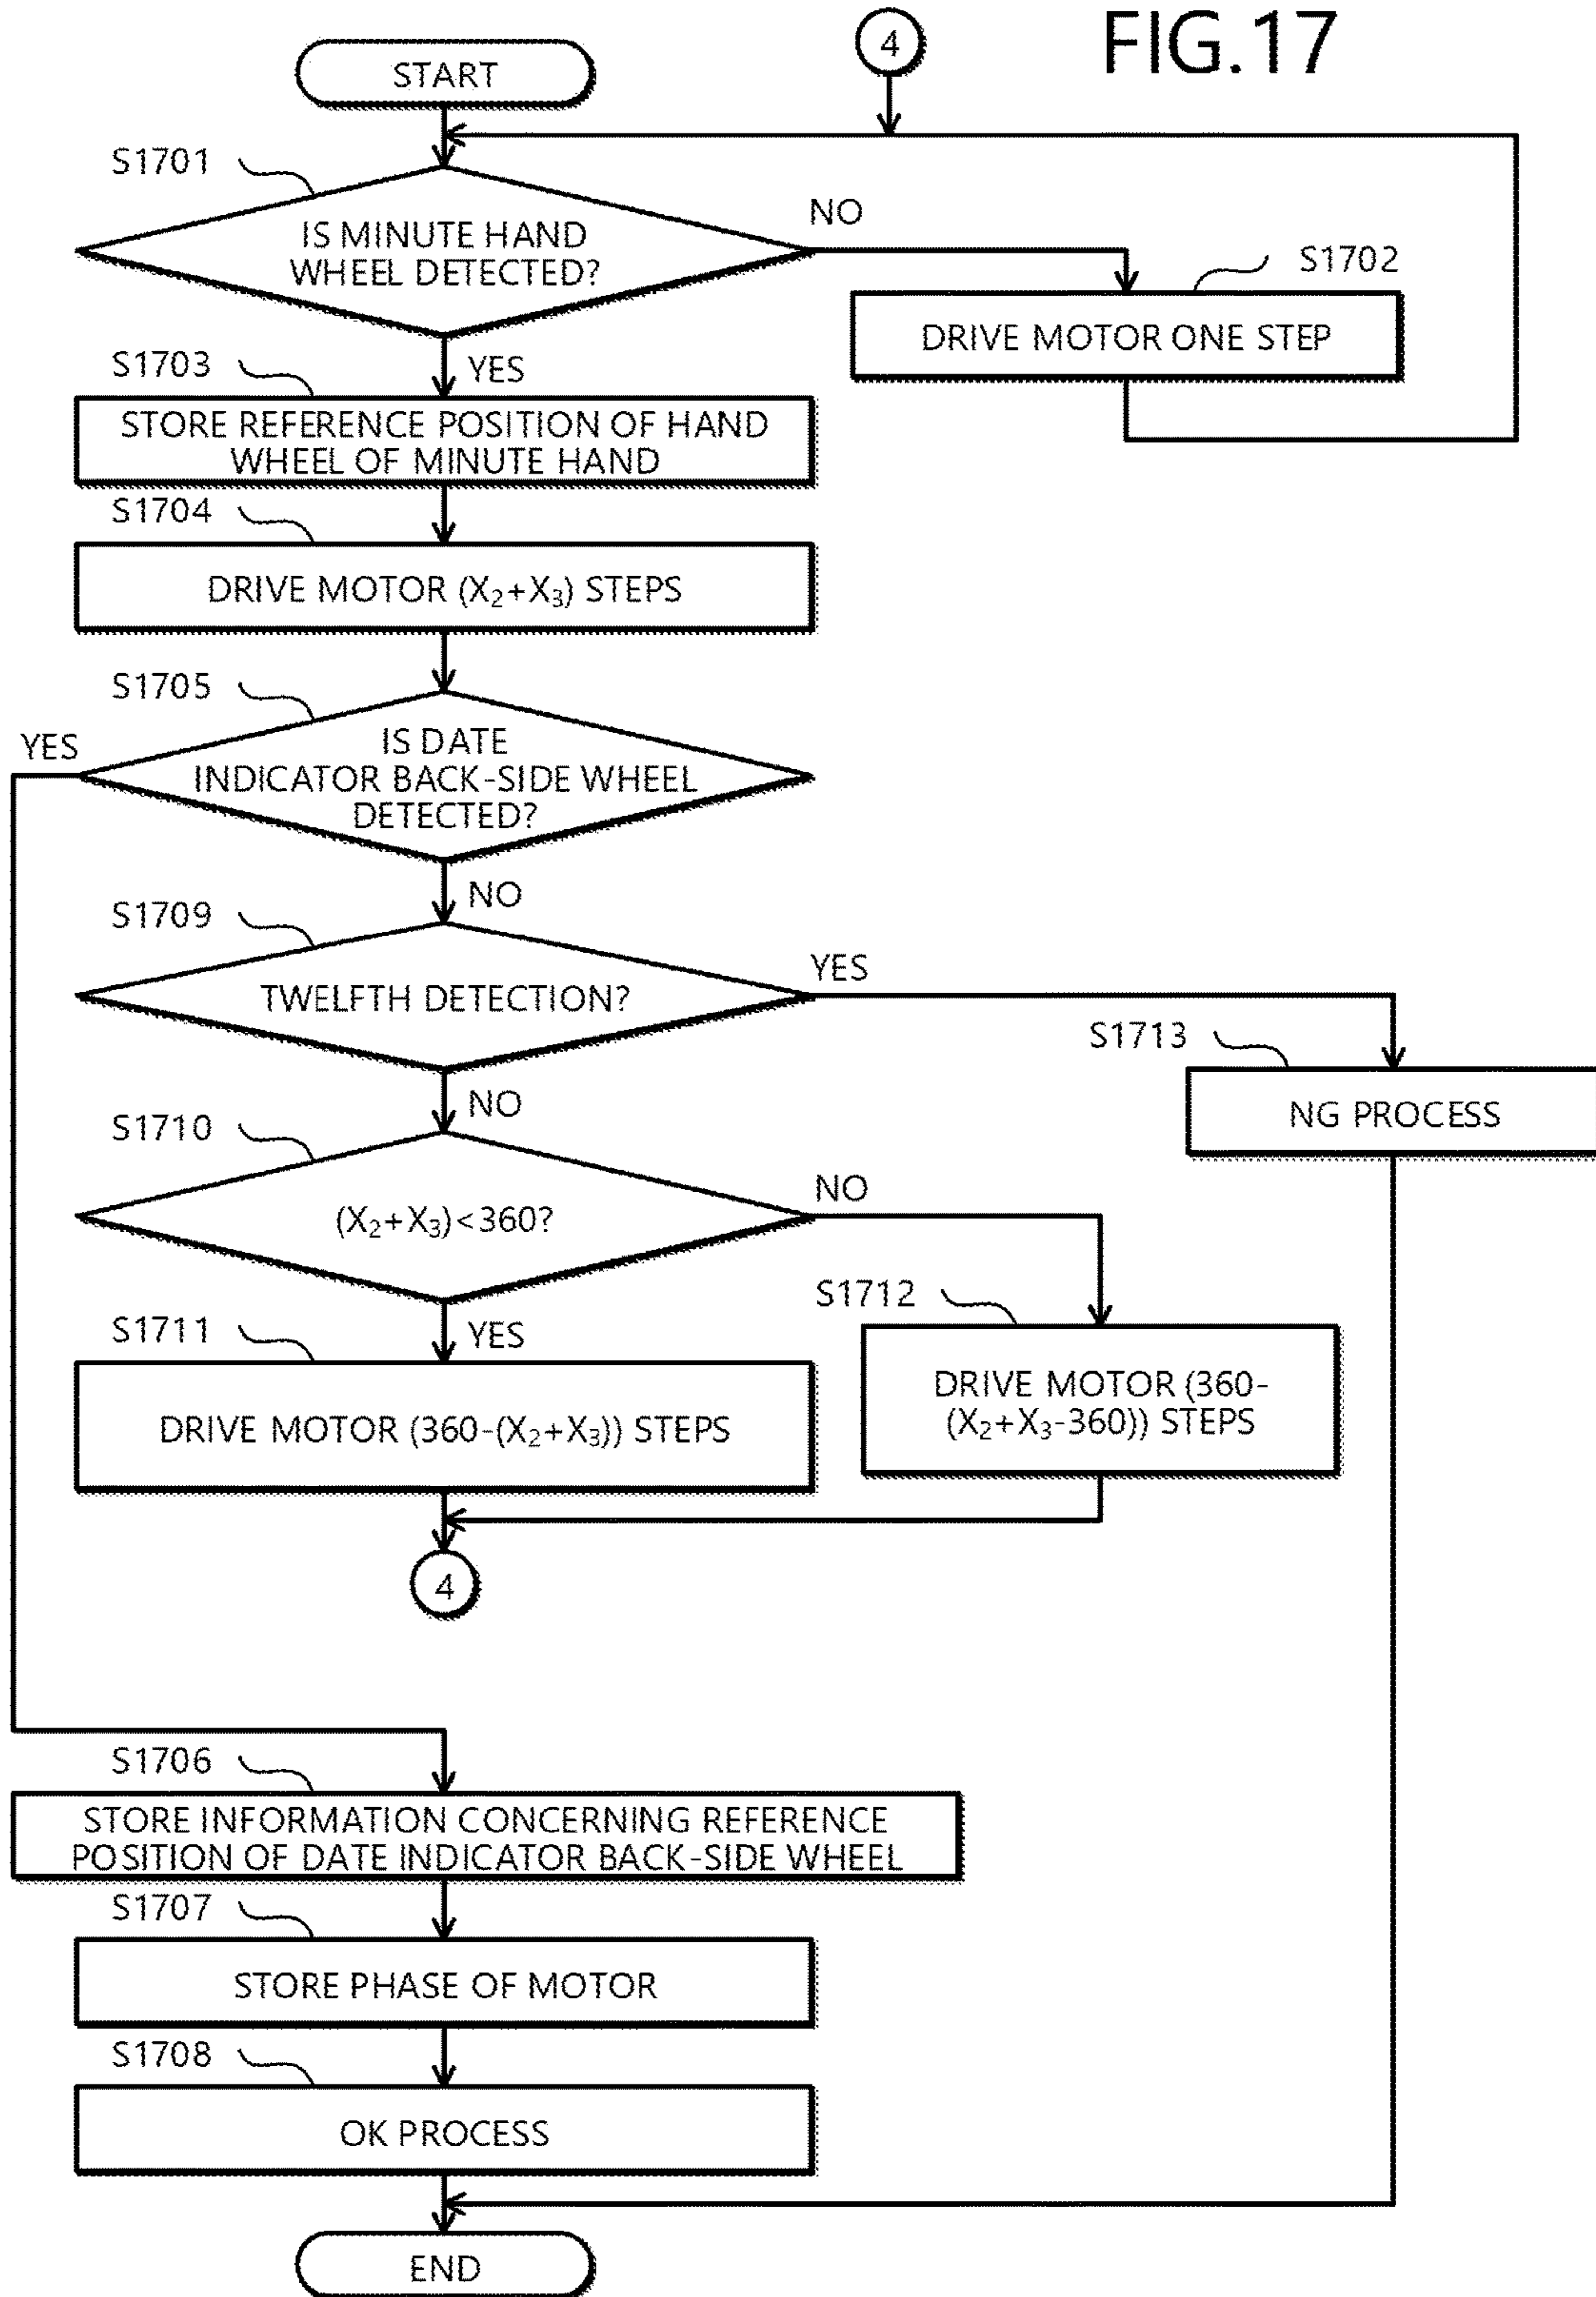 FIG.17
START
4
S1701
IS MINUTE HAND
WHEEL DETECTED?
NO
S1702
DRIVE MOTOR ONE STEP
YES
S1703
STORE REFERENCE POSITION OF HAND
WHEEL OF MINUTE HAND
S1704
DRIVE MOTOR (X₂+X₃) STEPS
S1705
YES
IS DATE
INDICATOR BACK-SIDE WHEEL
DETECTED?
NO
S1709
TWELFTH DETECTION?
YES
S1713
NG PROCESS
NO
S1710
(X₂+X₃)<360?
NO
S1712
DRIVE MOTOR (360-
(X₂+X₃-360)) STEPS
YES
S1711
DRIVE MOTOR (360-(X₂+X₃)) STEPS
4
S1706
STORE INFORMATION CONCERNING REFERENCE
POSITION OF DATE INDICATOR BACK-SIDE WHEEL
S1707
STORE PHASE OF MOTOR
S1708
OK PROCESS
END